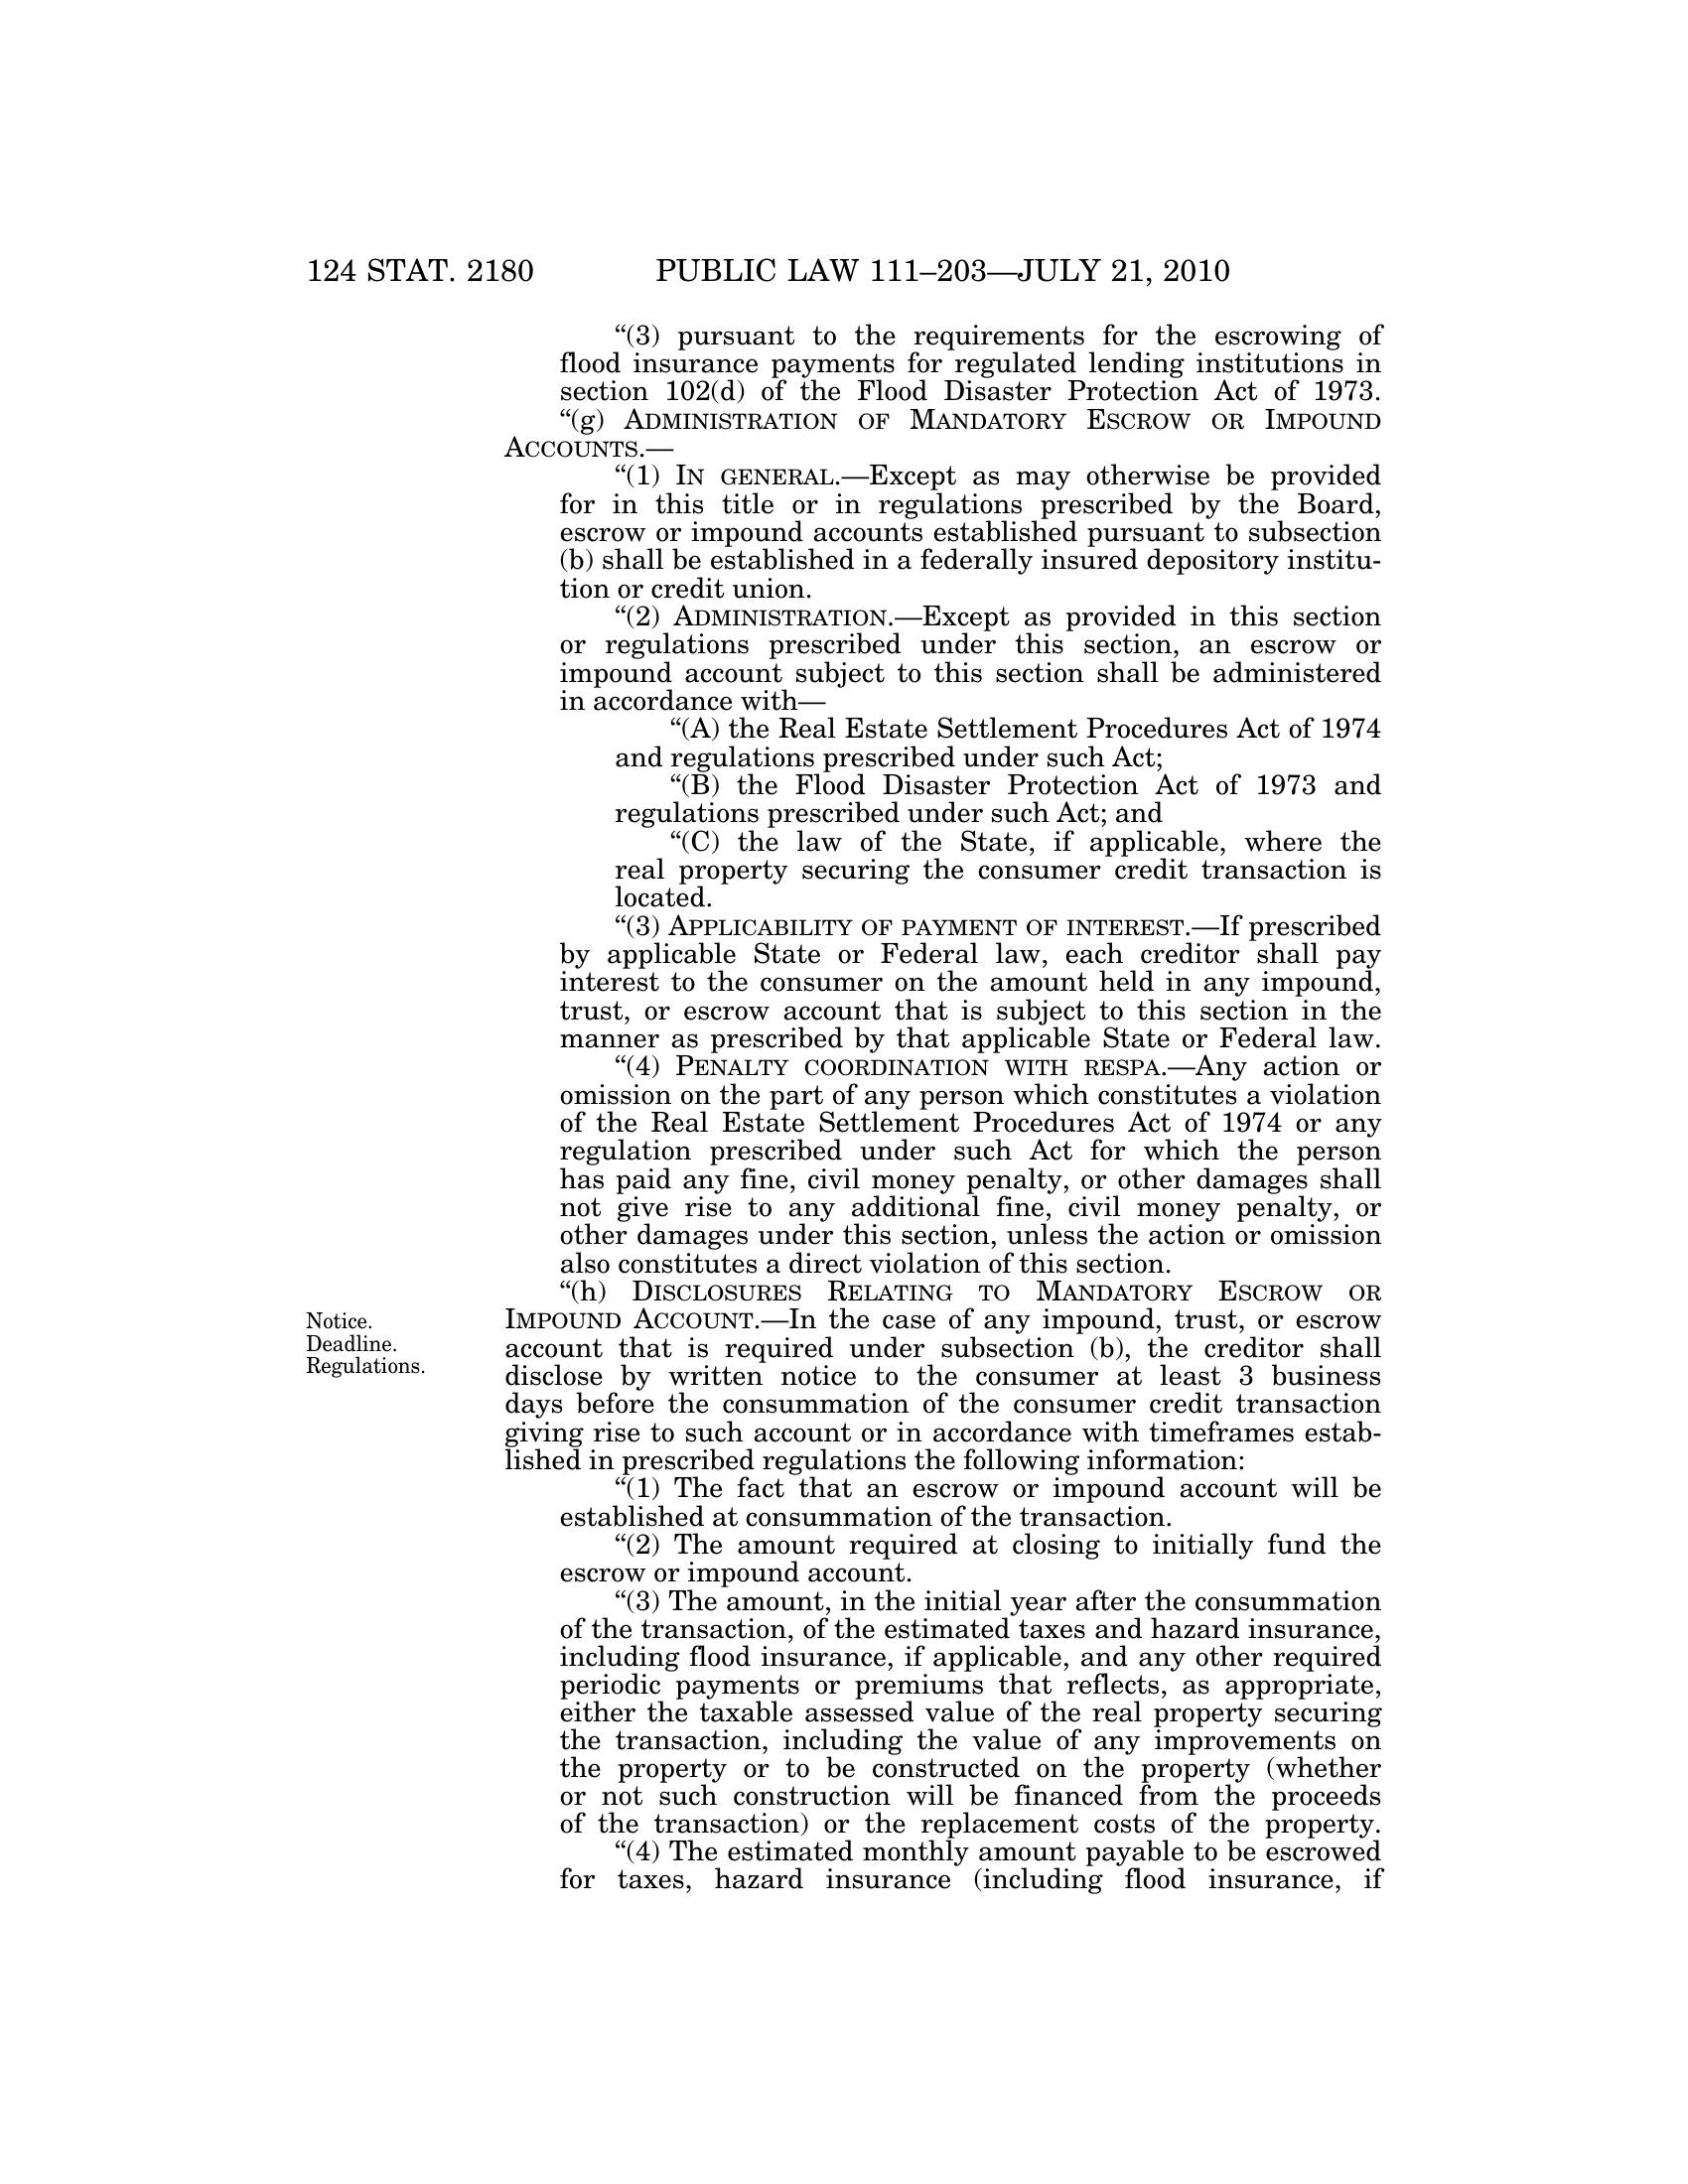 124 STAT. 2180 PUBLIC LAW 111–203—JULY 21, 2010
“(3) pursuant to the requirements for the escrowing of
flood insurance payments for regulated lending institutions in
section 102(d) of the Flood Disaster Protection Act of 1973.
“(g) ADMINISTRATION OF MANDATORY ESCROW OR IMPOUND
ACCOUNTS.—
“(1) IN GENERAL.—Except as may otherwise be provided
for in this title or in regulations prescribed by the Board,
escrow or impound accounts established pursuant to subsection
(b) shall be established in a federally insured depository institu-
tion or credit union.
“(2) ADMINISTRATION.—Except as provided in this section
or regulations prescribed under this section, an escrow or
impound account subject to this section shall be administered
in accordance with—
“(A) the Real Estate Settlement Procedures Act of 1974
and regulations prescribed under such Act;
“(B) the Flood Disaster Protection Act of 1973 and
regulations prescribed under such Act; and
“(C) the law of the State, if applicable, where the
real property securing the consumer credit transaction is
located.
“(3) APPLICABILITY OF PAYMENT OF INTEREST.—If prescribed
by applicable State or Federal law, each creditor shall pay
interest to the consumer on the amount held in any impound,
trust, or escrow account that is subject to this section in the
manner as prescribed by that applicable State or Federal law.
“(4) PENALTY COORDINATION WITH RESPA.—Any action or
omission on the part of any person which constitutes a violation
of the Real Estate Settlement Procedures Act of 1974 or any
regulation prescribed under such Act for which the person
has paid any fine, civil money penalty, or other damages shall
not give rise to any additional fine, civil money penalty, or
other damages under this section, unless the action or omission
also constitutes a direct violation of this section.
“(h) DISCLOSURES RELATING TO MANDATORY ESCROW OR
IMPOUND ACCOUNT.—In the case of any impound, trust, or escrow
account that is required under subsection (b), the creditor shall
disclose by written notice to the consumer at least 3 business
days before the consummation of the consumer credit transaction
giving rise to such account or in accordance with timeframes estab-
lished in prescribed regulations the following information:
Notice.
Deadline.
Regulations.
“(1) The fact that an escrow or impound account will be
established at consummation of the transaction.
“(2) The amount required at closing to initially fund the
escrow or impound account.
“(3) The amount, in the initial year after the consummation
of the transaction, of the estimated taxes and hazard insurance,
including flood insurance, if applicable, and any other required
periodic payments or premiums that reflects, as appropriate,
either the taxable assessed value of the real property securing
the transaction, including the value of any improvements on
the property or to be constructed on the property (whether
or not such construction will be financed from the proceeds
of the transaction) or the replacement costs of the property.
“(4) The estimated monthly amount payable to be escrowed
for taxes, hazard insurance (including flood insurance, if